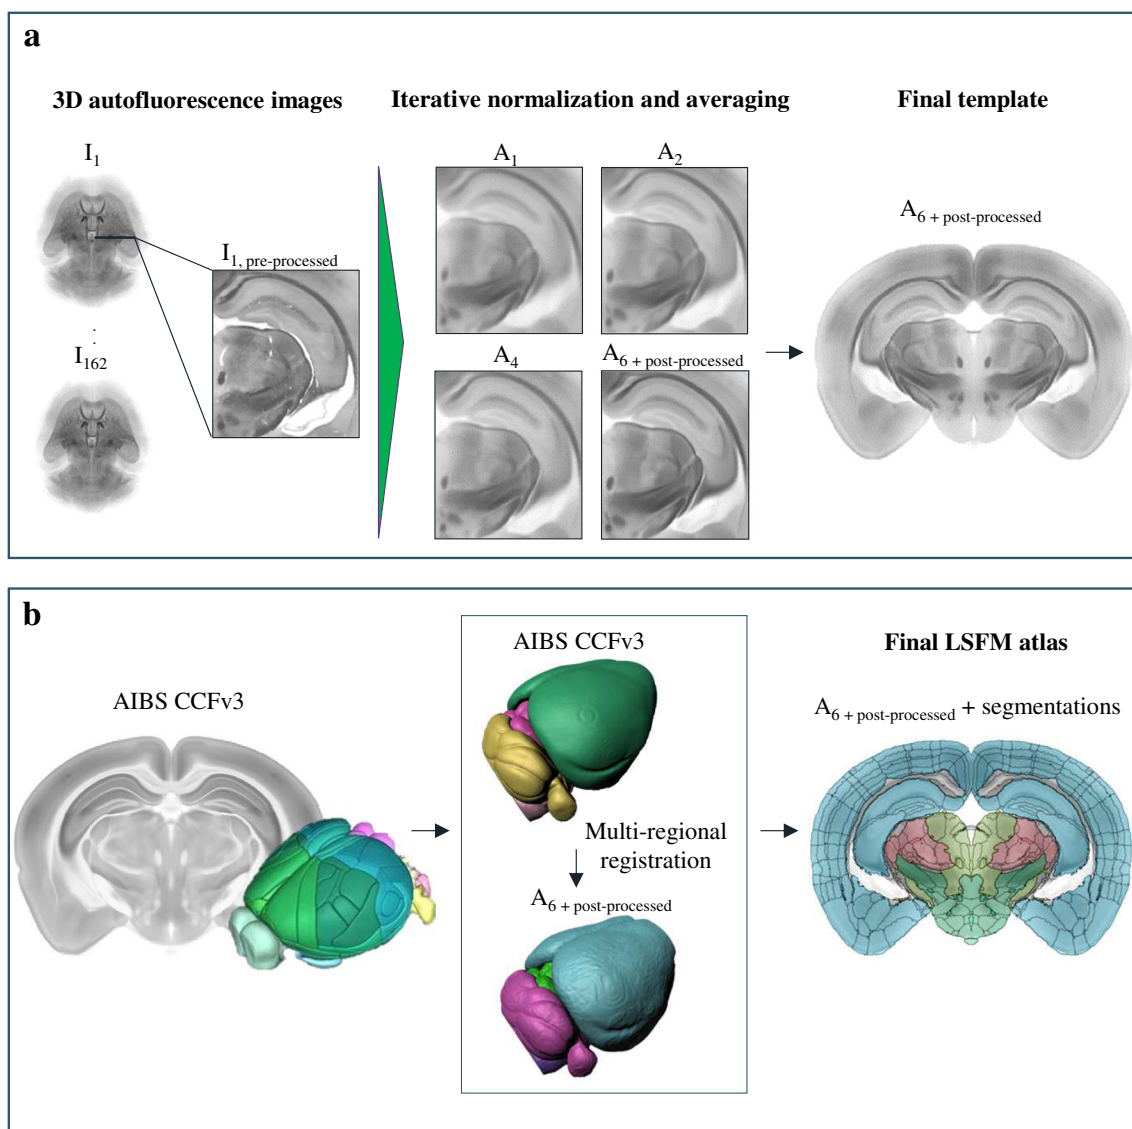 a
3D autofluorescence images
Iterative normalization and averaging
Final template
I1
I1, pre-processed
.
.
I162
A1
A2
A4
A6 + post-processed
A6 + post-processed
b
AIBS CCFv3
AIBS CCFv3
Multi-regional
registration
A6 + post-processed
Final LSFM atlas
A6 + post-processed + segmentations